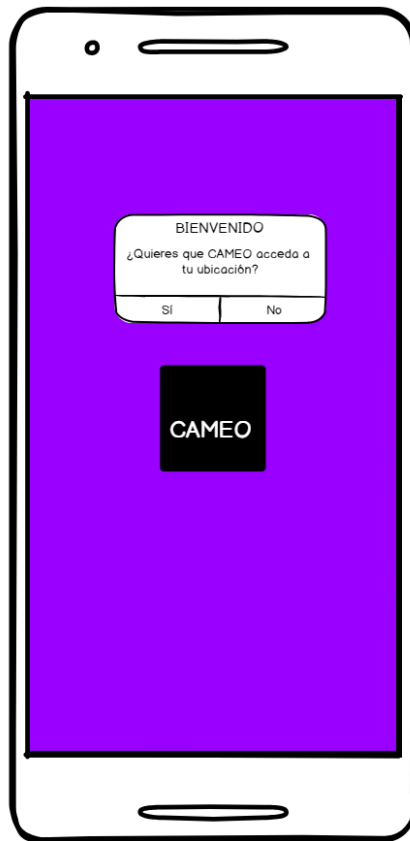 BIENVENIDO
¿Quieres que CAMEO acceda a
tu ubicación?
Sí No
CAMEO